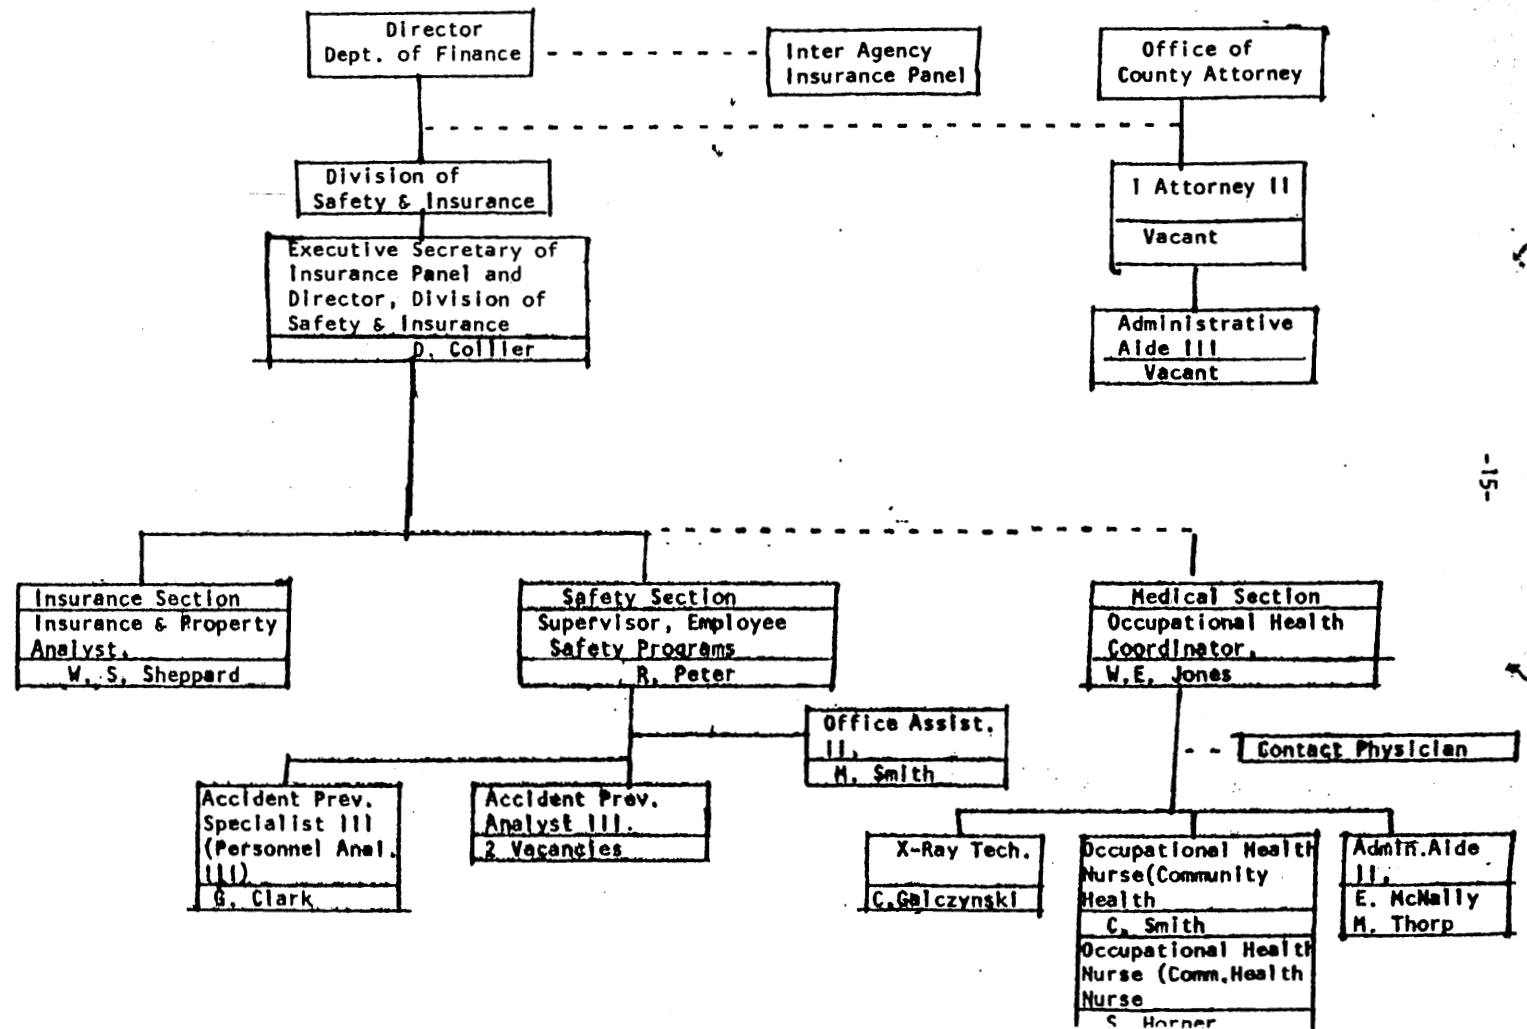 Director
Dept. of Finance
Inter Agency
Insurance Panel
Office of
County Attorney
Division of
Safety & Insurance
1 Attorney II
Vacant
Executive Secretary of
Insurance Panel and
Director, Division of
Safety & Insurance
D. Collier
Administrative
Aide III
Vacant
-15-
Insurance Section
Insurance & Property
Analyst.
W. S. Sheppard
Safety Section
Supervisor, Employee
Safety Programs
R. Peter
Medical Section
Occupational Health
Coordinator.
W.E. Jones
Office Assist.
II.
M. Smith
Contact Physician
Accident Prev.
Specialist III
(Personnel Anal.
III)
G. Clark
Accident Prev.
Analyst III.
2 Vacancies
X-Ray Tech.
C.Galczynski
Occupational Health
Nurse(Community
Health
C. Smith
Occupational Health
Nurse (Comm.Health
Nurse
S. Horner
Admin.Aide
II.
E. McNally
M. Thorp